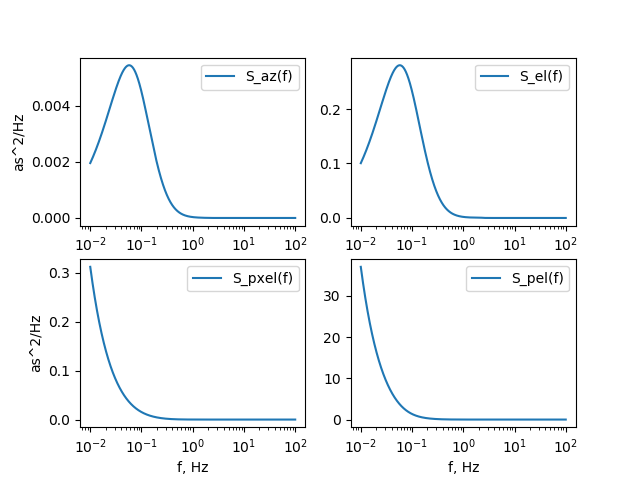 S_az(f)
as^2/Hz
0.004
0.002
0.000
10^-2 10^-1 10^0 10^1 10^2
S_el(f)
0.2
0.1
0.0
10^-2 10^-1 10^0 10^1 10^2
S_pxel(f)
as^2/Hz
0.3
0.2
0.1
0.0
10^-2 10^-1 10^0 10^1 10^2
f, Hz
S_pel(f)
30
20
10
0
10^-2 10^-1 10^0 10^1 10^2
f, Hz